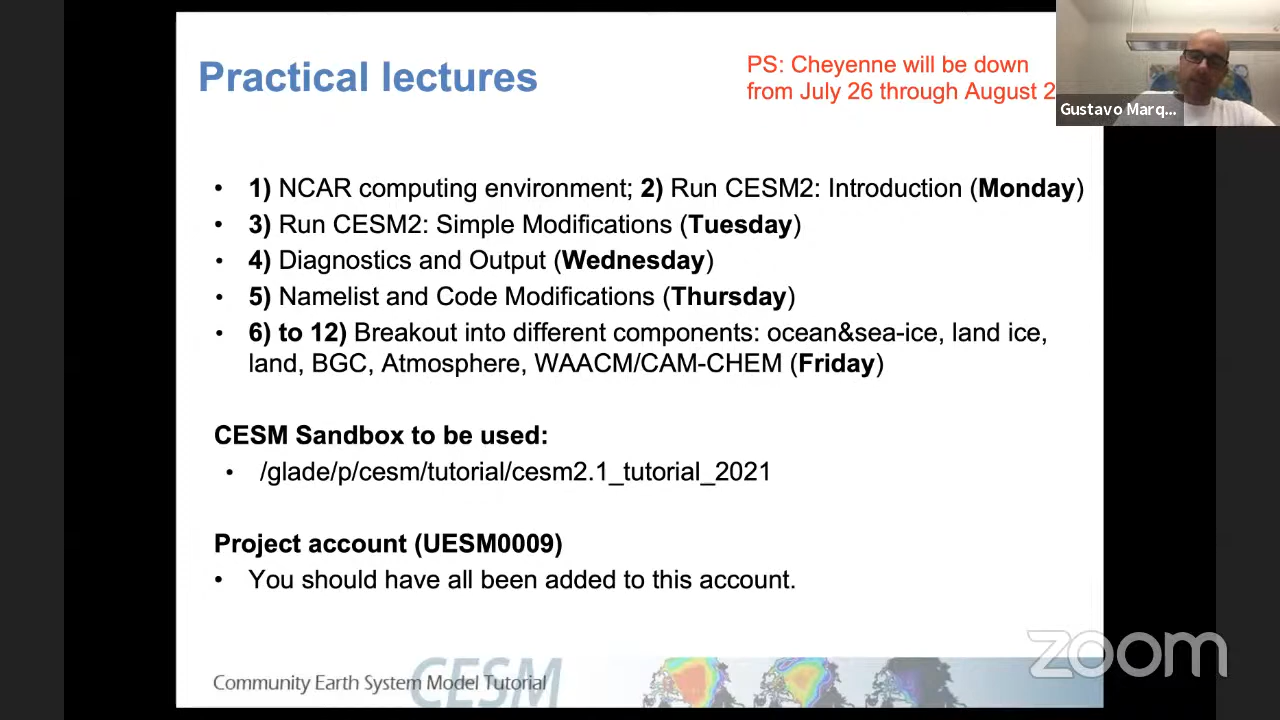 Practical lectures
PS: Cheyenne will be down
from July 26 through August 2
Gustavo Marq...
• 1) NCAR computing environment; 2) Run CESM2: Introduction (Monday)
• 3) Run CESM2: Simple Modifications (Tuesday)
• 4) Diagnostics and Output (Wednesday)
• 5) Namelist and Code Modifications (Thursday)
• 6) to 12) Breakout into different components: ocean&sea-ice, land ice,
land, BGC, Atmosphere, WAACM/CAM-CHEM (Friday)
CESM Sandbox to be used:
• /glade/p/cesm/tutorial/cesm2.1_tutorial_2021
Project account (UESM0009)
• You should have all been added to this account.
zoom
CESM
Community Earth System Model Tutorial